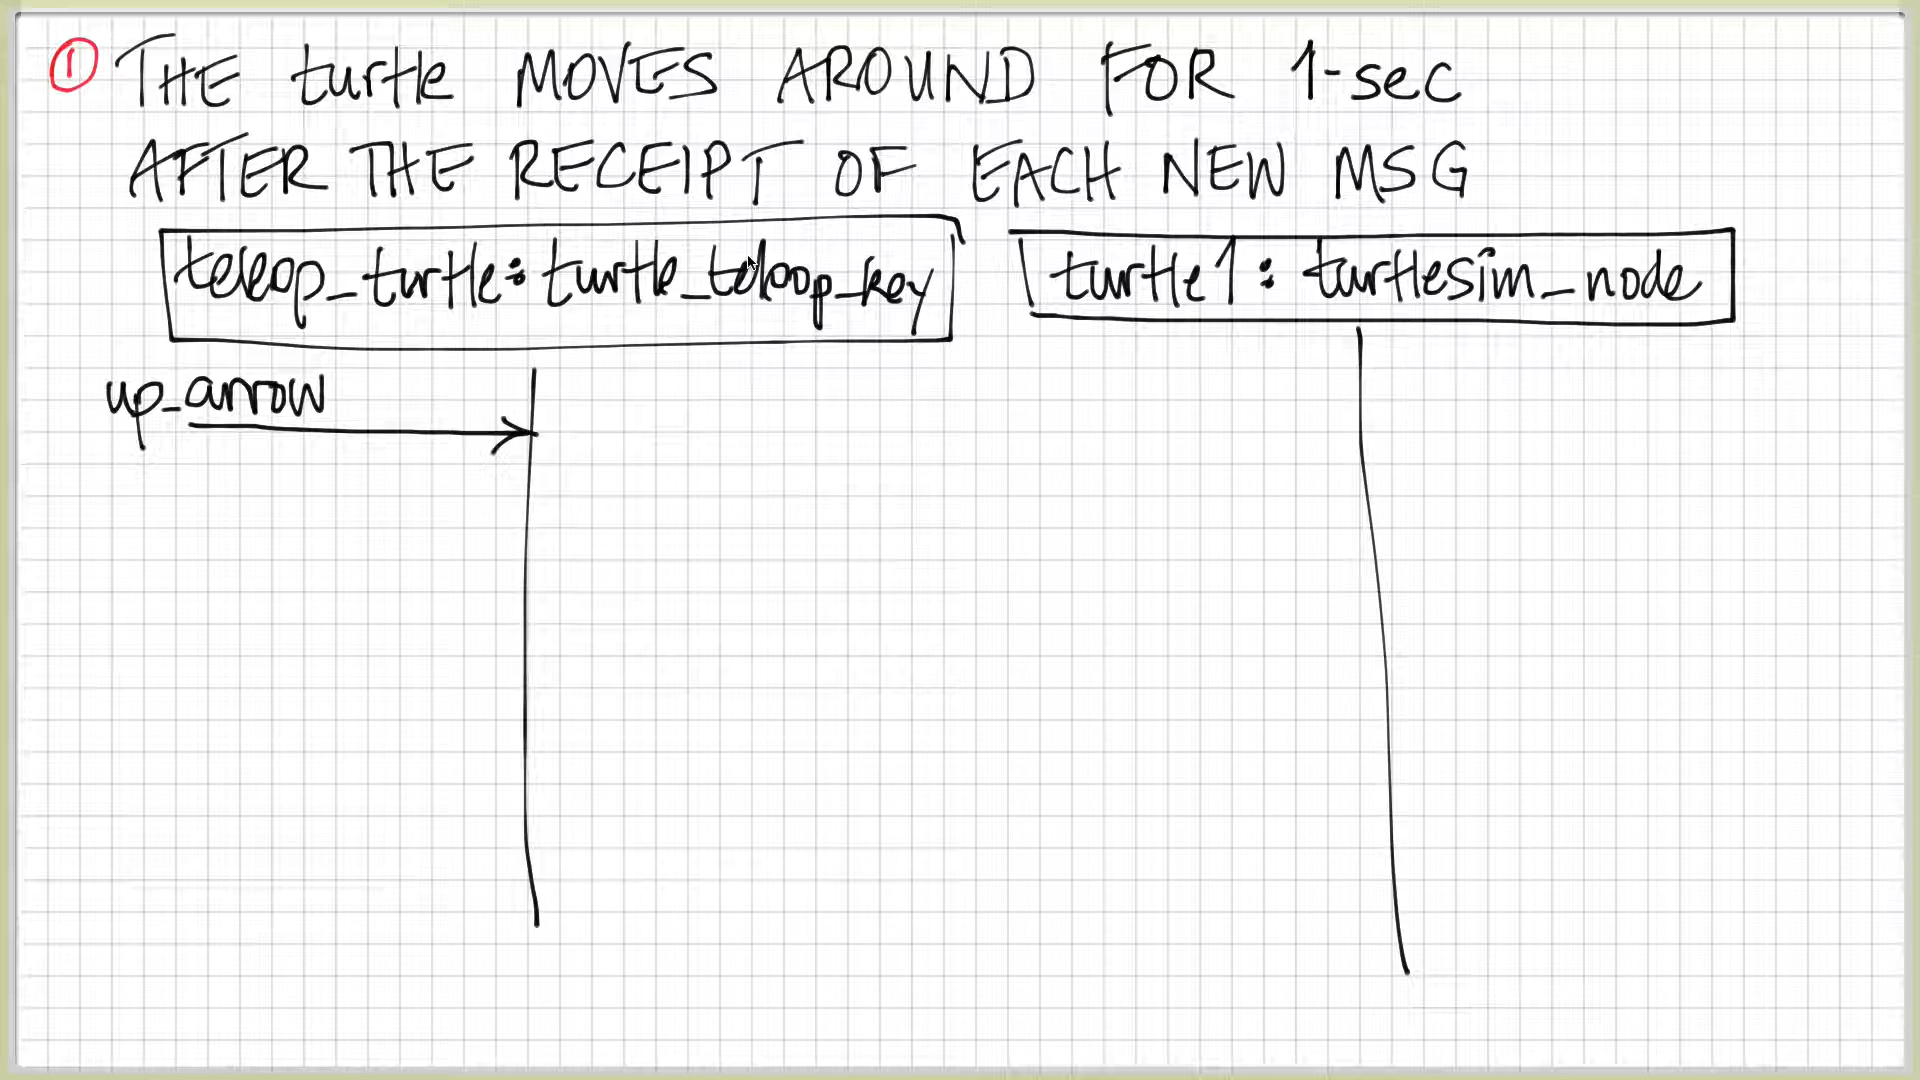 ① THE turtle MOVES AROUND FOR 1-sec
AFTER THE RECEIPT OF EACH NEW MSG
teleop_turtle: turtle_teleop_key
turtle1: turtlesim_node
up_arrow